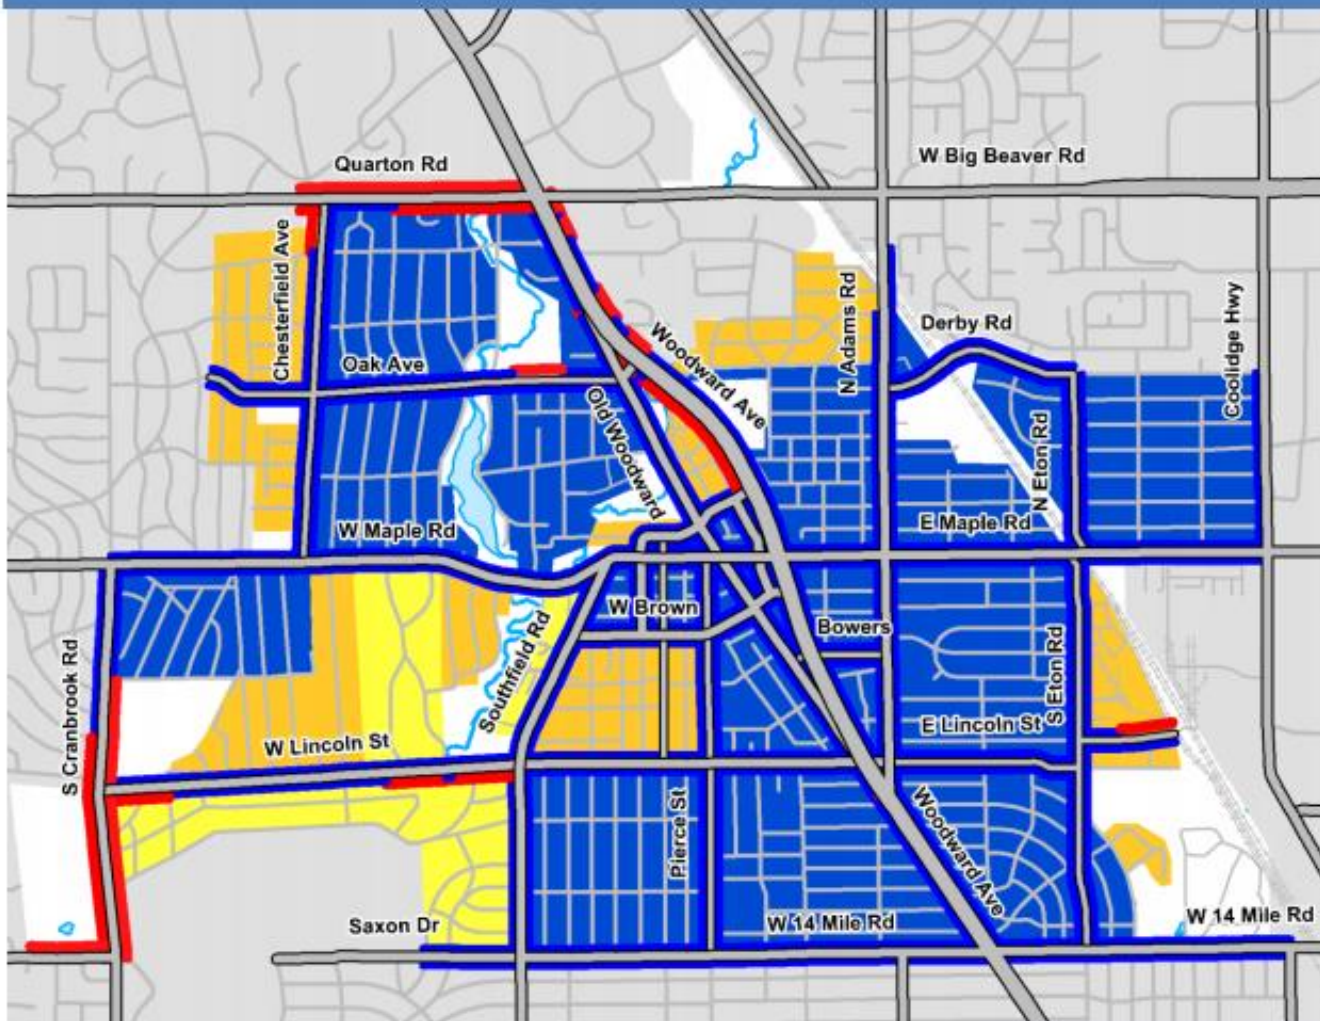 W Big Beaver Rd
Quarton Rd
Chesterfield Ave
N Adams Rd
Derby Rd
Coolidge Hwy
Woodward Ave
Oak Ave
Old Woodward
N Eton Rd
W Maple Rd
E Maple Rd
W Brown
Bowers
S Cranbrook Rd
Southfield Rd
S Eton Rd
E Lincoln St
W Lincoln St
Pierce St
Woodward Ave
Saxon Dr
W 14 Mile Rd
W 14 Mile Rd